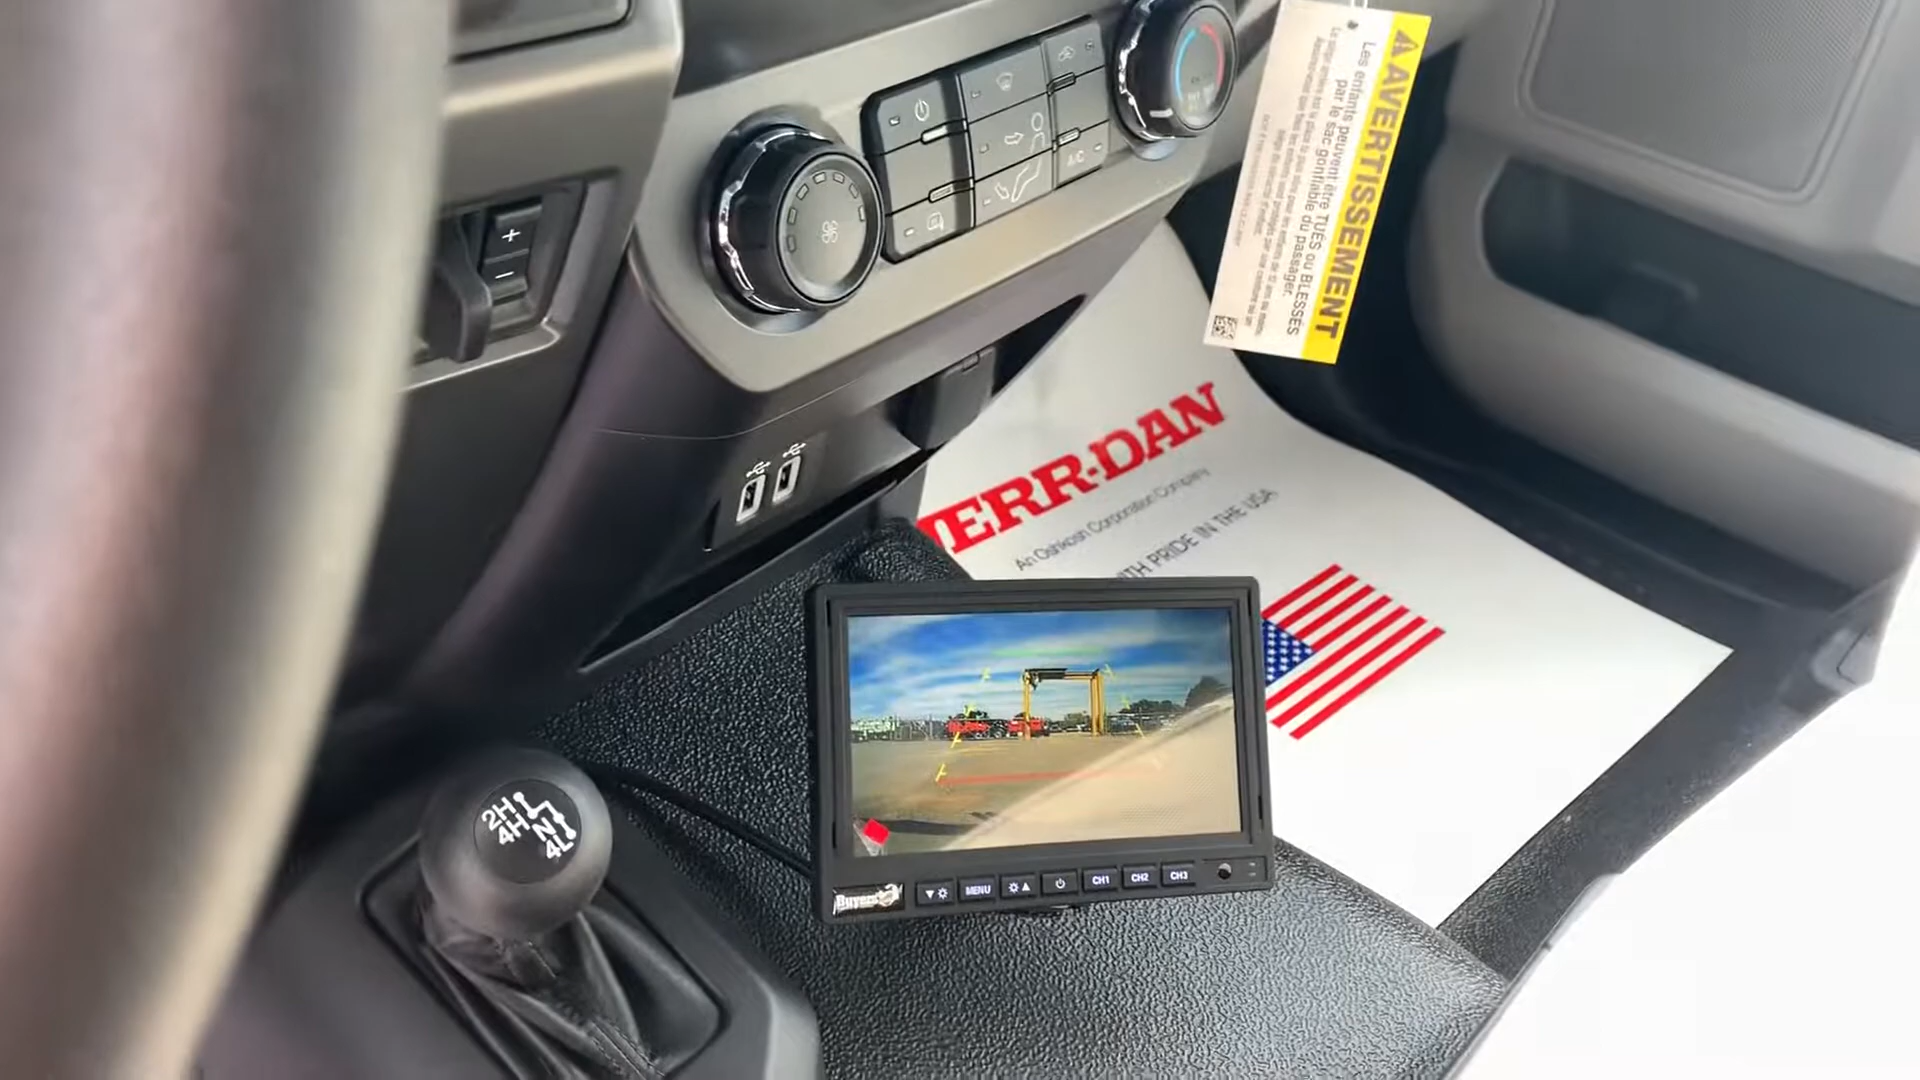 A/C
+
−
AVERTISSEMENT
Les enfants peuvent être TUÉS ou BLESSÉS
par le sac gonflable du passager.
JERR-DAN
An Oshkosh Corporation Company
PRIDE IN THE USA
2H
4H
N
4L
Buyers
MENU
CH1
CH2
CH3